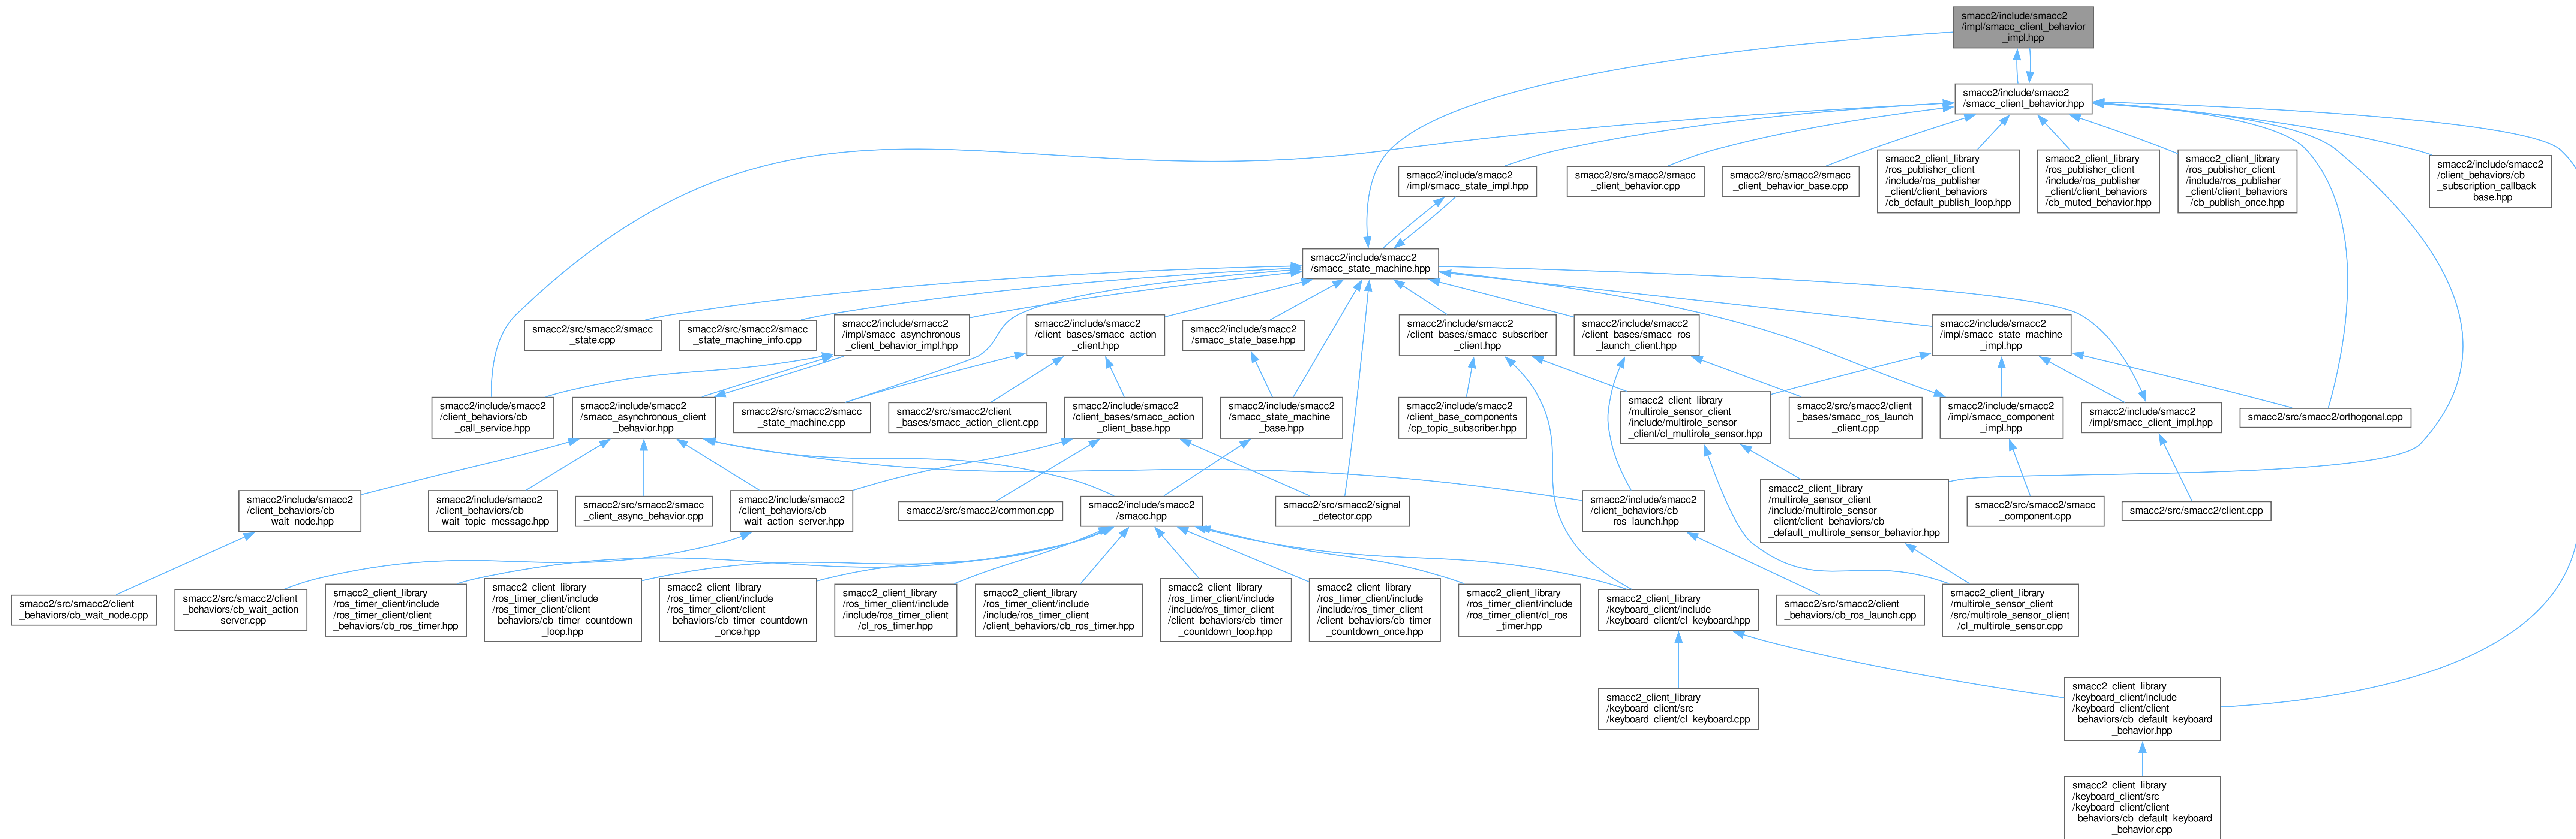 smacc2/include/smacc2
/impl/smacc_client_behavior
_impl.hpp
smacc2/include/smacc2
/smacc_client_behavior.hpp
smacc2/include/smacc2
/impl/smacc_state_impl.hpp
smacc2/src/smacc2/smacc
_client_behavior.cpp
smacc2/src/smacc2/smacc
_client_behavior_base.cpp
smacc2_client_library
/ros_publisher_client
/include/ros_publisher
_client/client_behaviors
/cb_default_publish_loop.hpp
smacc2_client_library
/ros_publisher_client
/include/ros_publisher
_client/client_behaviors
/cb_muted_behavior.hpp
smacc2_client_library
/ros_publisher_client
/include/ros_publisher
_client/client_behaviors
/cb_publish_once.hpp
smacc2/include/smacc2
/client_behaviors/cb
_subscription_callback
_base.hpp
smacc2/include/smacc2
/smacc_state_machine.hpp
smacc2/src/smacc2/smacc
_state.cpp
smacc2/src/smacc2/smacc
_state_machine_info.cpp
smacc2/include/smacc2
/impl/smacc_asynchronous
_client_behavior_impl.hpp
smacc2/include/smacc2
/client_bases/smacc_action
_client.hpp
smacc2/include/smacc2
/smacc_state_base.hpp
smacc2/include/smacc2
/client_bases/smacc_subscriber
_client.hpp
smacc2/include/smacc2
/client_bases/smacc_ros
_launch_client.hpp
smacc2/include/smacc2
/impl/smacc_state_machine
_impl.hpp
smacc2/include/smacc2
/client_behaviors/cb
_call_service.hpp
smacc2/include/smacc2
/smacc_asynchronous_client
_behavior.hpp
smacc2/src/smacc2/smacc
_state_machine.cpp
smacc2/src/smacc2/client
_bases/smacc_action_client.cpp
smacc2/include/smacc2
/client_bases/smacc_action
_client_base.hpp
smacc2/include/smacc2
/smacc_state_machine
_base.hpp
smacc2/include/smacc2
/client_base_components
/cp_topic_subscriber.hpp
smacc2_client_library
/multirole_sensor_client
/include/multirole_sensor
_client/cl_multirole_sensor.hpp
smacc2/src/smacc2/client
_bases/smacc_ros_launch
_client.cpp
smacc2/include/smacc2
/impl/smacc_component
_impl.hpp
smacc2/include/smacc2
/impl/smacc_client_impl.hpp
smacc2/src/smacc2/orthogonal.cpp
smacc2/include/smacc2
/client_behaviors/cb
_wait_node.hpp
smacc2/include/smacc2
/client_behaviors/cb
_wait_topic_message.hpp
smacc2/src/smacc2/smacc
_client_async_behavior.cpp
smacc2/include/smacc2
/client_behaviors/cb
_wait_action_server.hpp
smacc2/src/smacc2/common.cpp
smacc2/include/smacc2
/smacc.hpp
smacc2/src/smacc2/signal
_detector.cpp
smacc2/include/smacc2
/client_behaviors/cb
_ros_launch.hpp
smacc2_client_library
/multirole_sensor_client
/include/multirole_sensor
_client/client_behaviors/cb
_default_multirole_sensor_behavior.hpp
smacc2/src/smacc2/smacc
_component.cpp
smacc2/src/smacc2/client.cpp
smacc2/src/smacc2/client
_behaviors/cb_wait_node.cpp
smacc2/src/smacc2/client
_behaviors/cb_wait_action
_server.cpp
smacc2_client_library
/ros_timer_client/include
/ros_timer_client/client
_behaviors/cb_ros_timer.hpp
smacc2_client_library
/ros_timer_client/include
/ros_timer_client/client
_behaviors/cb_timer_countdown
_loop.hpp
smacc2_client_library
/ros_timer_client/include
/ros_timer_client/client
_behaviors/cb_timer_countdown
_once.hpp
smacc2_client_library
/ros_timer_client/include
/include/ros_timer_client
/cl_ros_timer.hpp
smacc2_client_library
/ros_timer_client/include
/include/ros_timer_client
/client_behaviors/cb_ros_timer.hpp
smacc2_client_library
/ros_timer_client/include
/include/ros_timer_client
/client_behaviors/cb_timer
_countdown_loop.hpp
smacc2_client_library
/ros_timer_client/include
/include/ros_timer_client
/client_behaviors/cb_timer
_countdown_once.hpp
smacc2_client_library
/ros_timer_client/include
/ros_timer_client/cl_ros
_timer.hpp
smacc2_client_library
/keyboard_client/include
/keyboard_client/cl_keyboard.hpp
smacc2/src/smacc2/client
_behaviors/cb_ros_launch.cpp
smacc2_client_library
/multirole_sensor_client
/src/multirole_sensor_client
/cl_multirole_sensor.cpp
smacc2_client_library
/keyboard_client/src
/keyboard_client/cl_keyboard.cpp
smacc2_client_library
/keyboard_client/include
/keyboard_client/client
_behaviors/cb_default_keyboard
_behavior.hpp
smacc2_client_library
/keyboard_client/src
/keyboard_client/client
_behaviors/cb_default_keyboard
_behavior.cpp